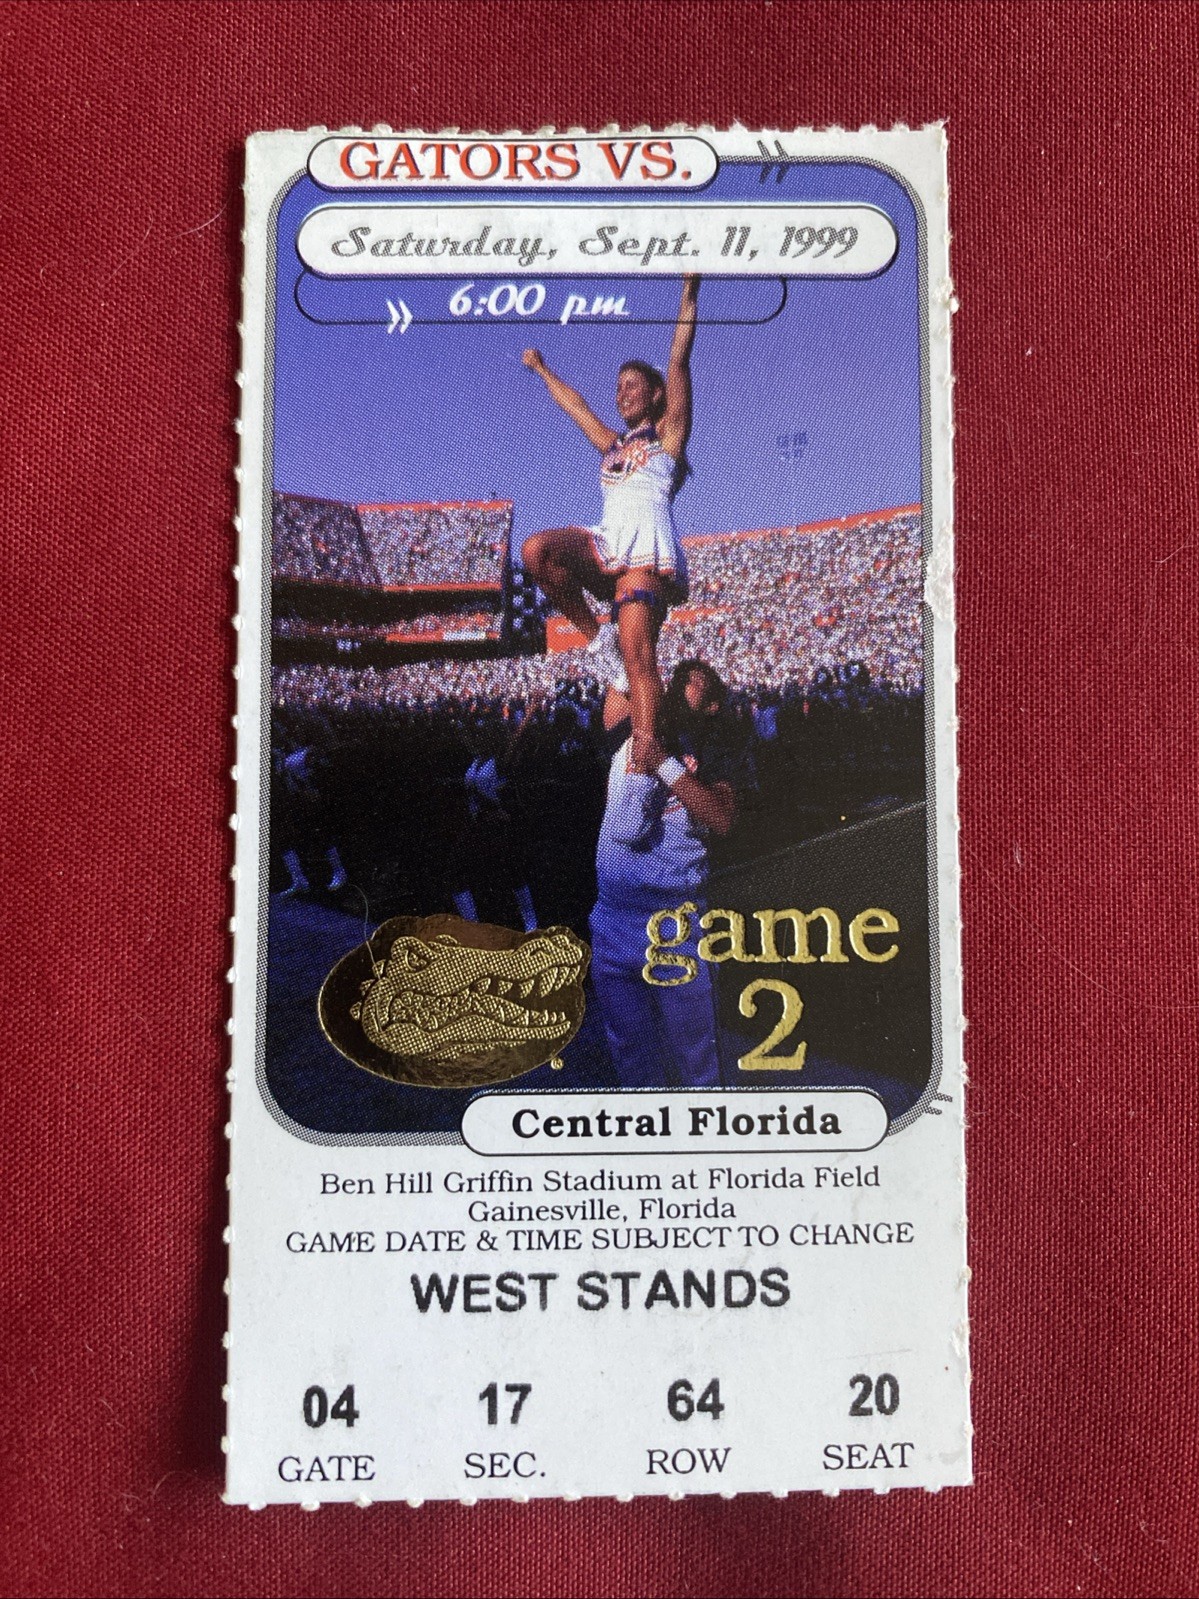 GATORS VS.
Saturday, Sept. 11, 1999
6:00 pm
game
2
®
Central Florida
Ben Hill Griffin Stadium at Florida Field
Gainesville, Florida
GAME DATE & TIME SUBJECT TO CHANGE
WEST STANDS
04 17 64 20
GATE SEC. ROW SEAT